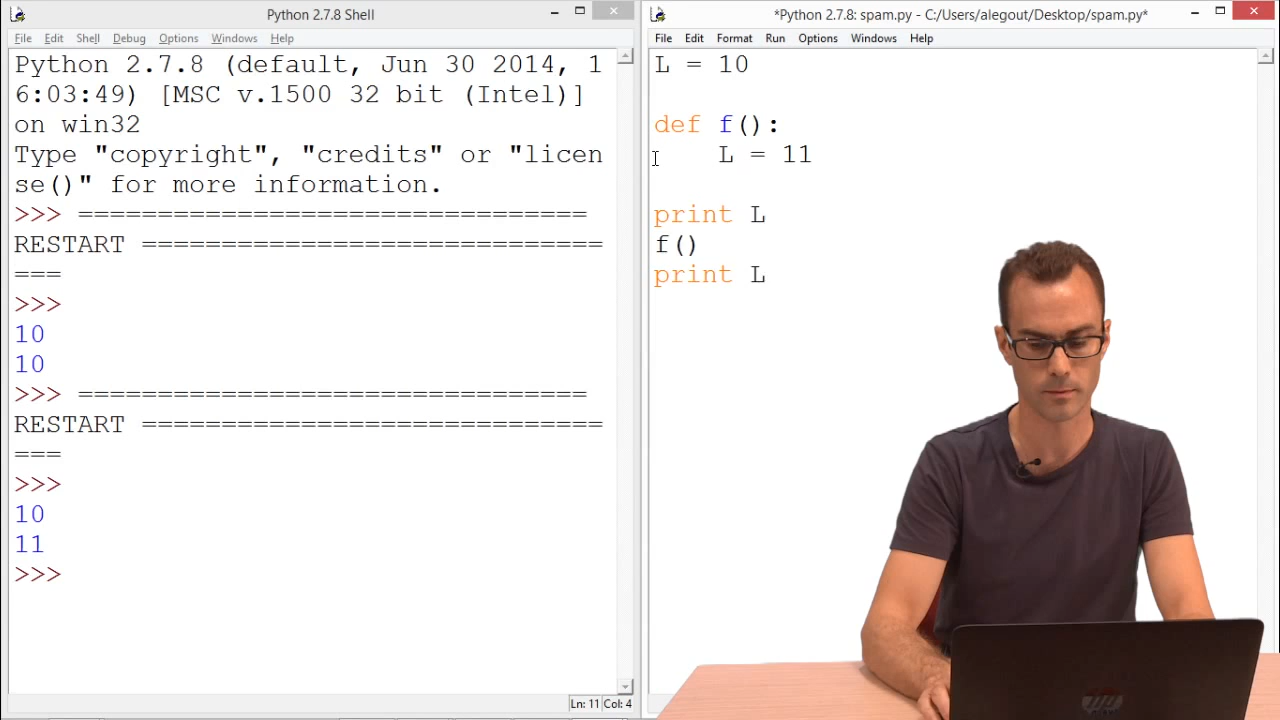 Python 2.7.8 Shell
File Edit Shell Debug Options Windows Help
Python 2.7.8 (default, Jun 30 2014, 1
6:03:49) [MSC v.1500 32 bit (Intel)]
on win32
Type "copyright", "credits" or "licen
se()" for more information.
>>> ================================
RESTART =============================
===
>>>
10
10
>>> ================================
RESTART =============================
===
>>>
10
11
>>>
Ln: 11 Col: 4
*Python 2.7.8: spam.py - C:/Users/alegout/Desktop/spam.py*
File Edit Format Run Options Windows Help
L = 10
def f():
    L = 11
print L
f()
print L